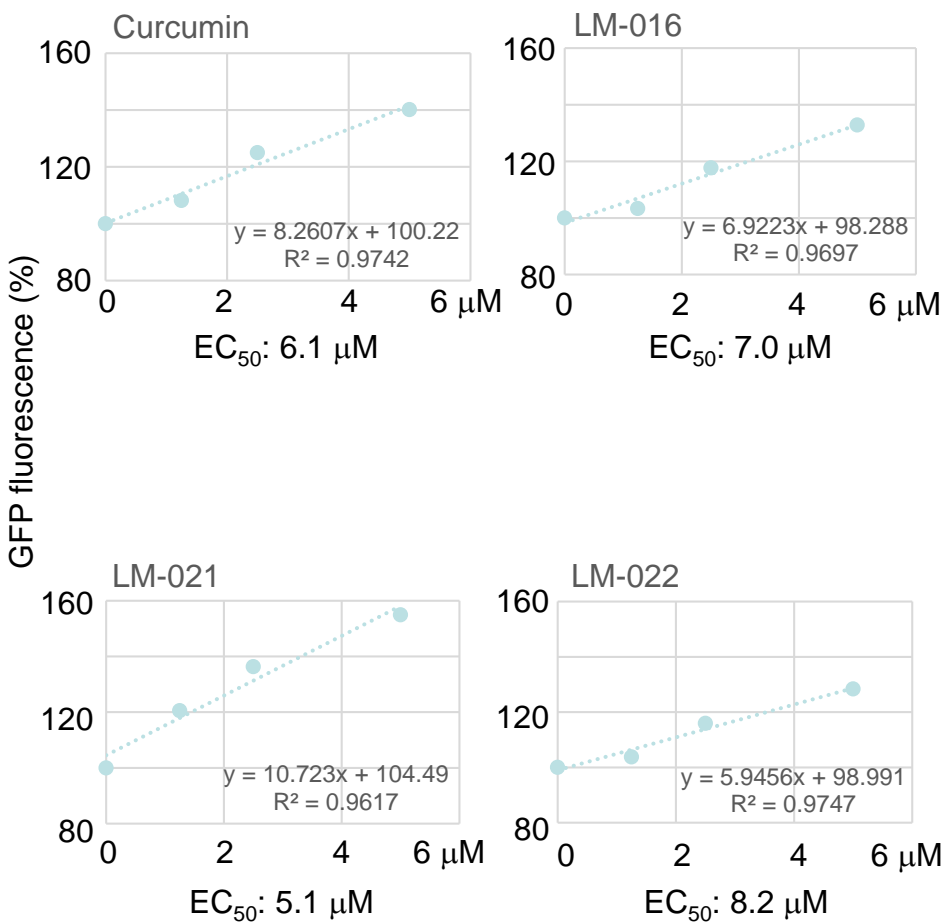 GFP fluorescence (%)
Curcumin
160
120
80
y = 8.2607x + 100.22
R² = 0.9742
0 2 4 6 μM
EC₅₀: 6.1 μM
LM-016
160
120
80
y = 6.9223x + 98.288
R² = 0.9697
0 2 4 6 μM
EC₅₀: 7.0 μM
LM-021
160
120
80
y = 10.723x + 104.49
R² = 0.9617
0 2 4 6 μM
EC₅₀: 5.1 μM
LM-022
160
120
80
y = 5.9456x + 98.991
R² = 0.9747
0 2 4 6 μM
EC₅₀: 8.2 μM